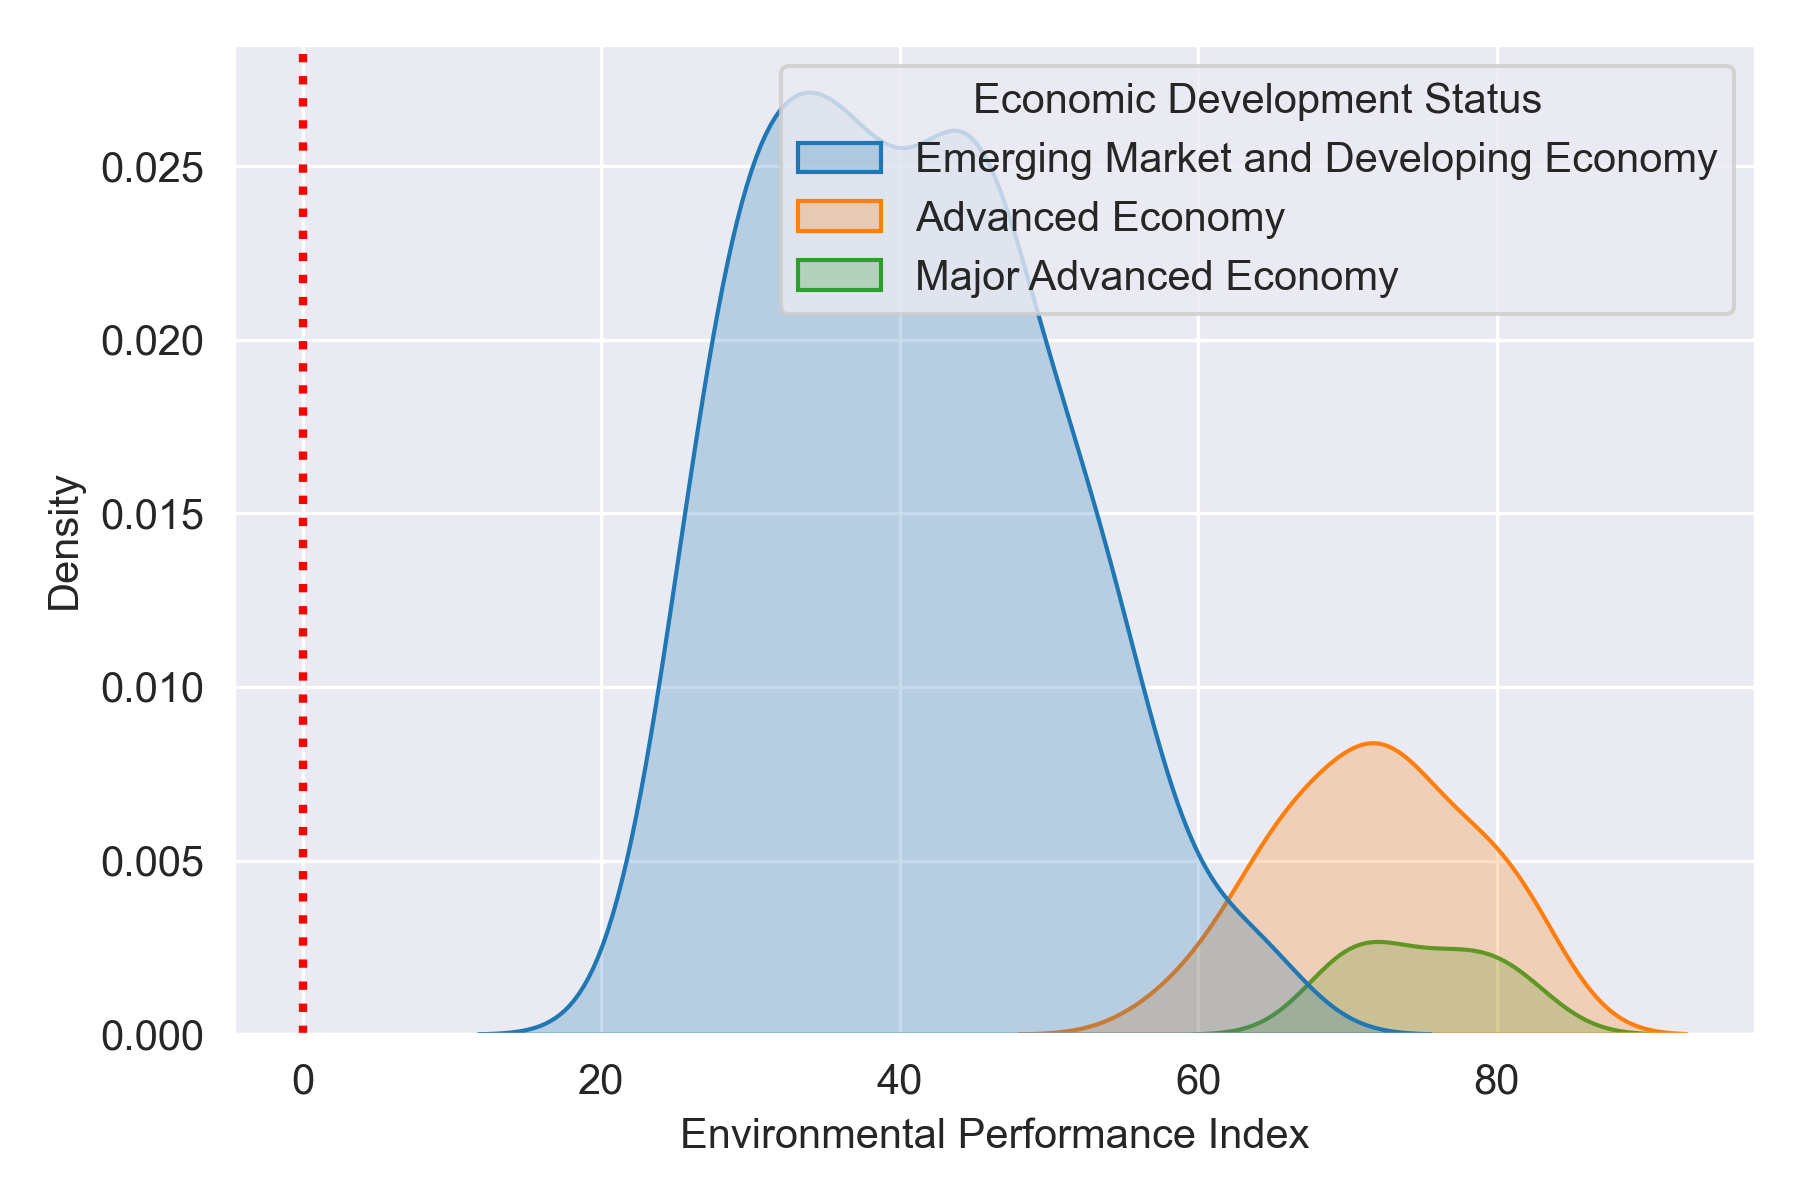 Economic Development Status
Emerging Market and Developing Economy
Advanced Economy
Major Advanced Economy
Density
0.025
0.020
0.015
0.010
0.005
0.000
0
20
40
60
80
Environmental Performance Index